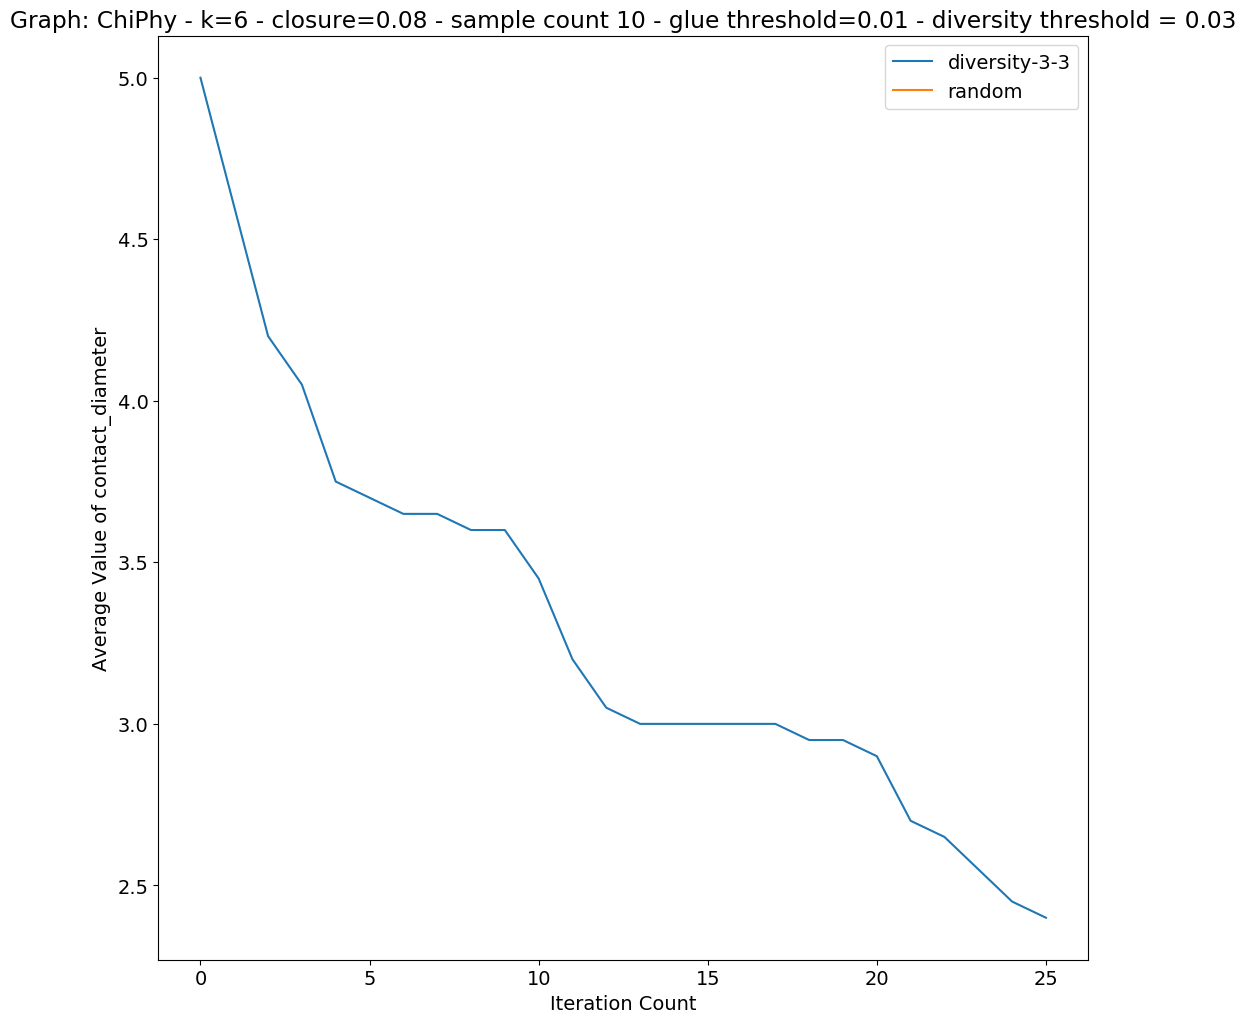 Graph: ChiPhy - k=6 - closure=0.08 - sample count 10 - glue threshold=0.01 - diversity threshold = 0.03
diversity-3-3
random
5.0
4.5
4.0
3.5
3.0
2.5
Average Value of contact_diameter
0 5 10 15 20 25
Iteration Count